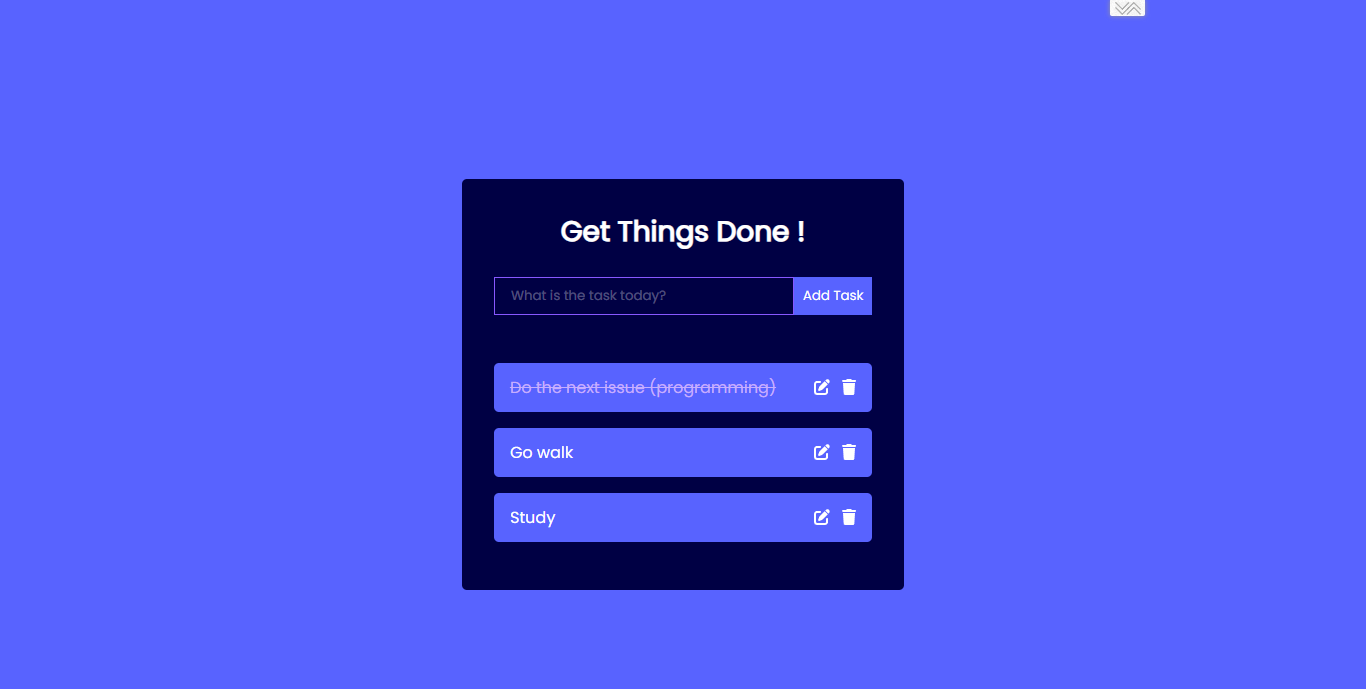 Get Things Done !
What is the task today?
Add Task
Do the next issue (programming)
Go walk
Study